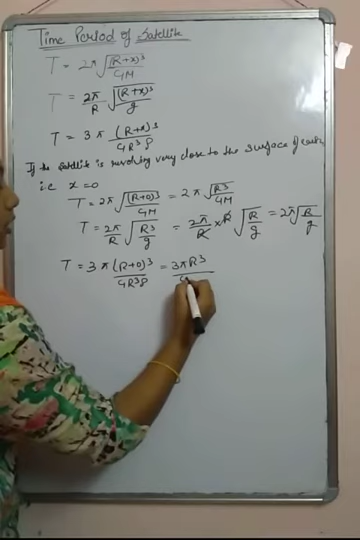 Time Period of Satellite
T = 2π √((R+x)³/GM)
T = 2π/R √((R+x)³/g)
T = 3π (R+x)³/GR³ρ
If the satellite is revolving very close to the surface of earth
i.e x=0
T = 2π √((R+0)³/GM) = 2π √(R³/GM)
T = 2π/R √(R³/g) = 2π/R × R √(R/g) = 2π √(R/g)
T = 3π (R+0)³/GR³ρ = 3πR³/G